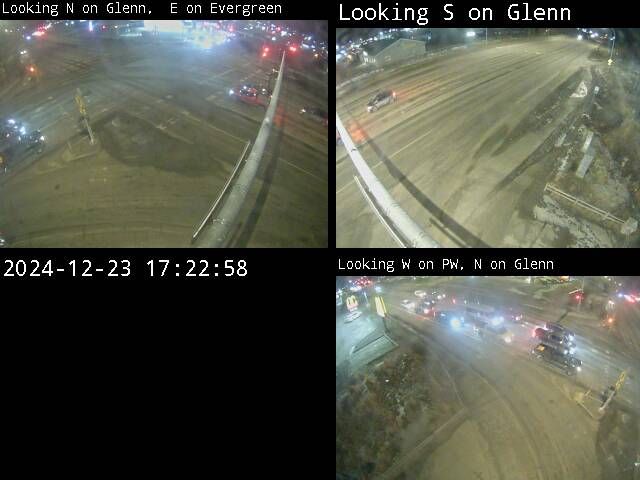 Looking N on Glenn,  E on Evergreen
Looking S on Glenn
2024-12-23 17:22:58
Looking W on PW, N on Glenn